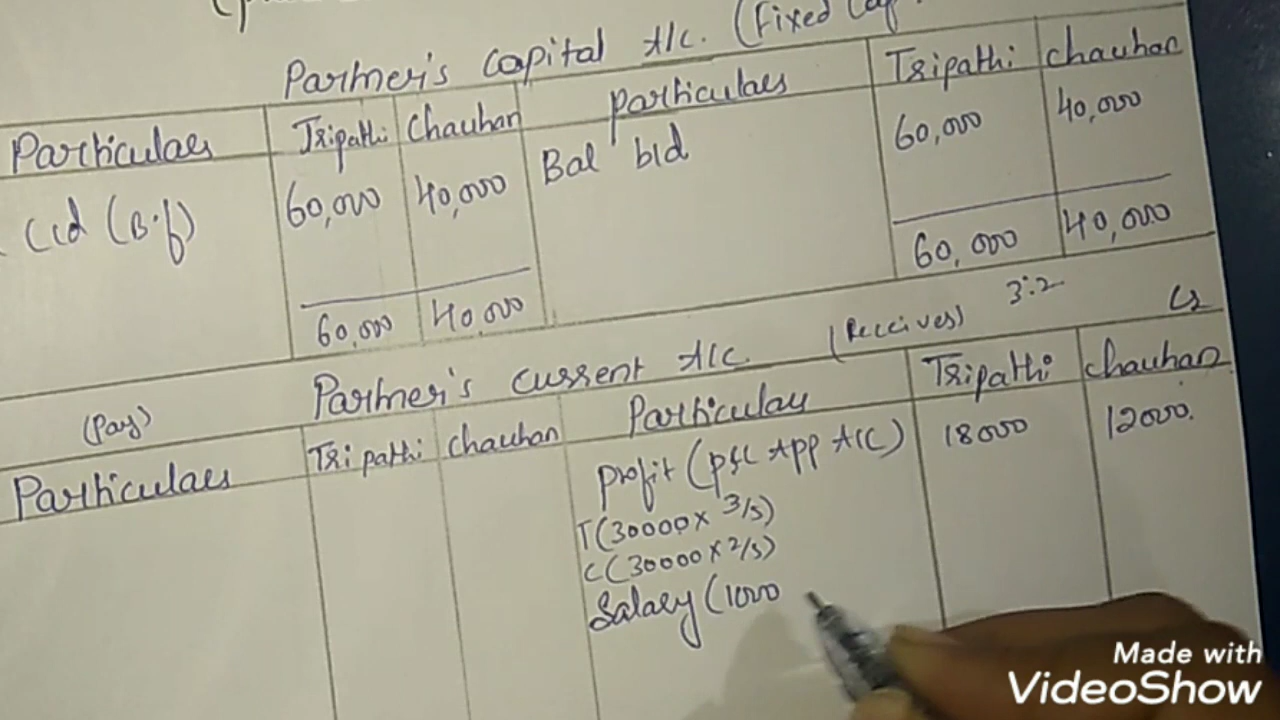 Partner's capital A/c. (Fixed Cap
Particulars Tripathi Chauhan particulars Tripathi chauhan
c/d (B.f) 60,000 40,000 Bal b/d 60,000 40,000
60,000 40,000 60,000 40,000
Partner's current A/c. (Receives) 3:2 Cr
(Pay)
Particulars Tripathi chauhan Particulars Tripathi chauhan
Profit (P&L App A/C) 18000 12000.
T(30000 x 3/5)
C(30000 x 2/5)
Salary (1000
Made with
VideoShow